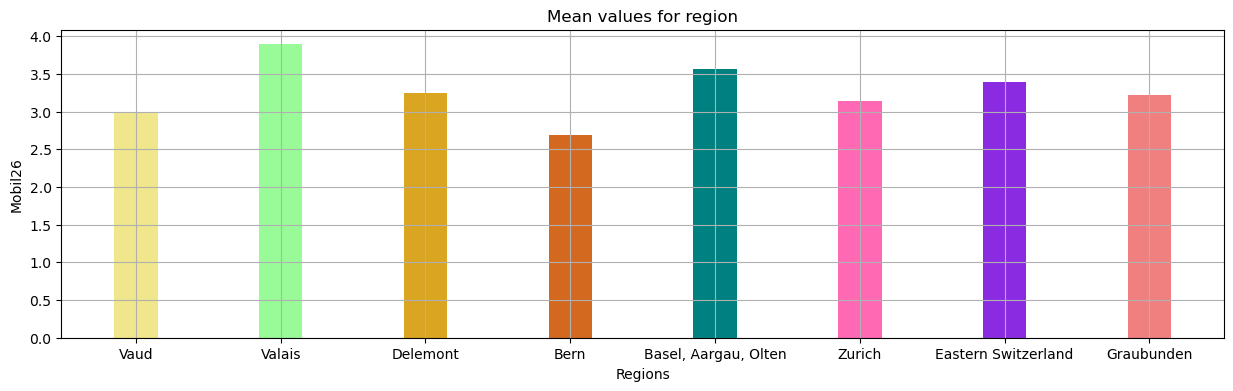 Mean values for region
Mobil26
4.0
3.5
3.0
2.5
2.0
1.5
1.0
0.5
0.0
Vaud
Valais
Delemont
Bern
Basel, Aargau, Olten
Zurich
Eastern Switzerland
Graubunden
Regions